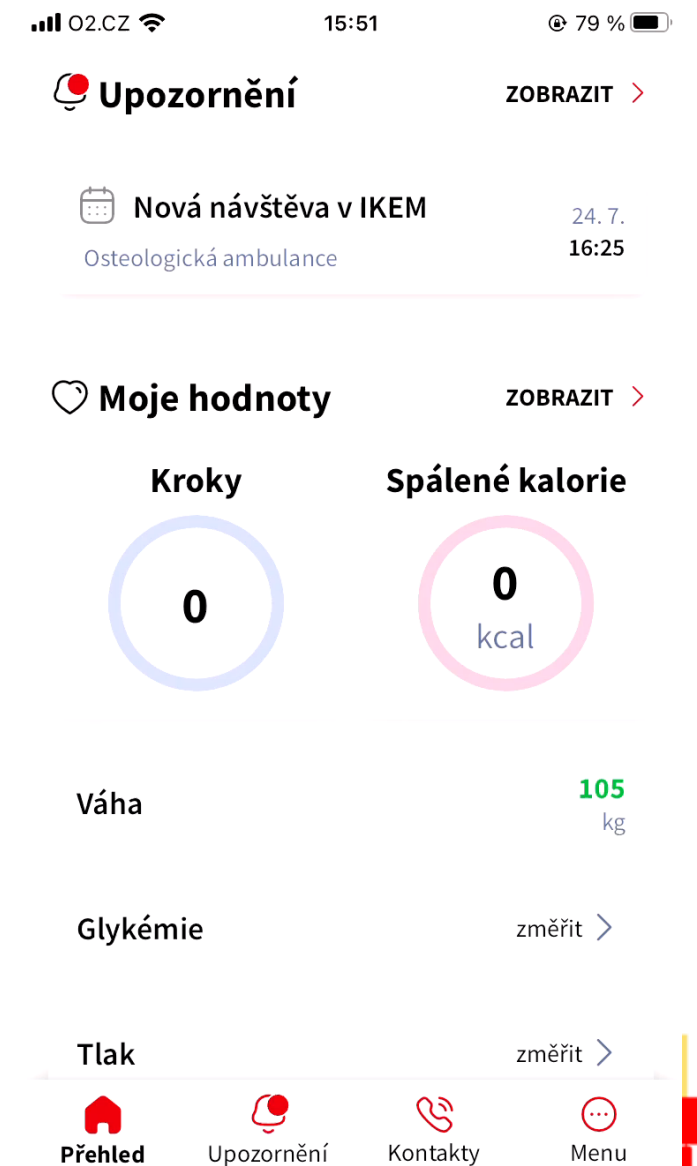 O2.CZ 15:51 79 %
Upozornění ZOBRAZIT
Nová návštěva v IKEM 24. 7.
Osteologická ambulance 16:25
Moje hodnoty ZOBRAZIT
Kroky Spálené kalorie
0 0
kcal
Váha 105
kg
Glykémie změřit
Tlak změřit
Přehled Upozornění Kontakty Menu